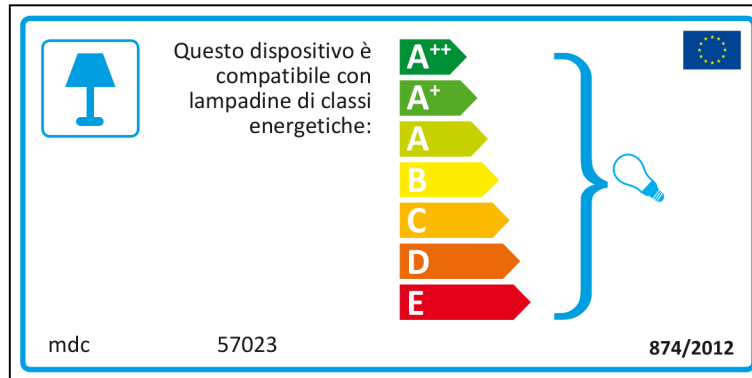 Questo dispositivo è
compatibile con
lampadine di classi
energetiche:
A++
A+
A
B
C
D
E
mdc 57023 874/2012